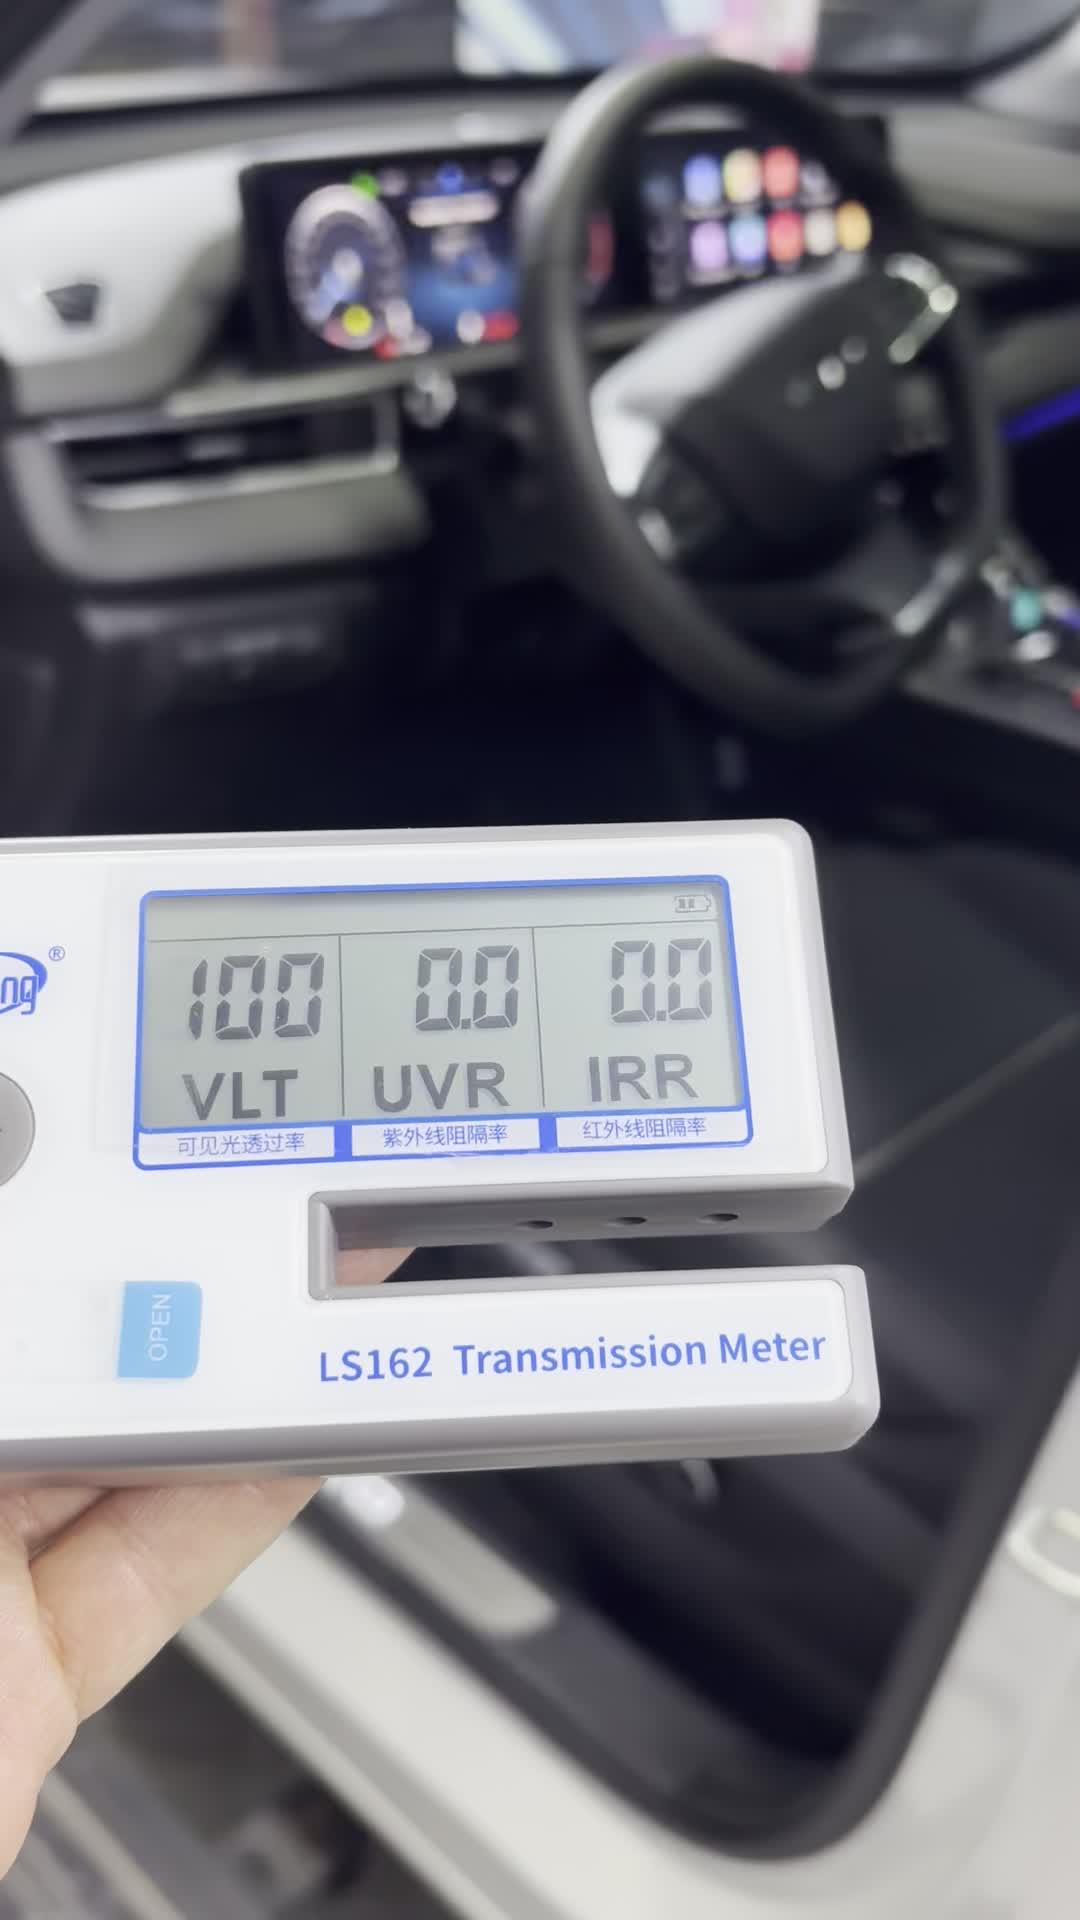 ng®
100 0.0 0.0
VLT UVR IRR
可见光透过率 紫外线阻隔率 红外线阻隔率
OPEN
LS162 Transmission Meter